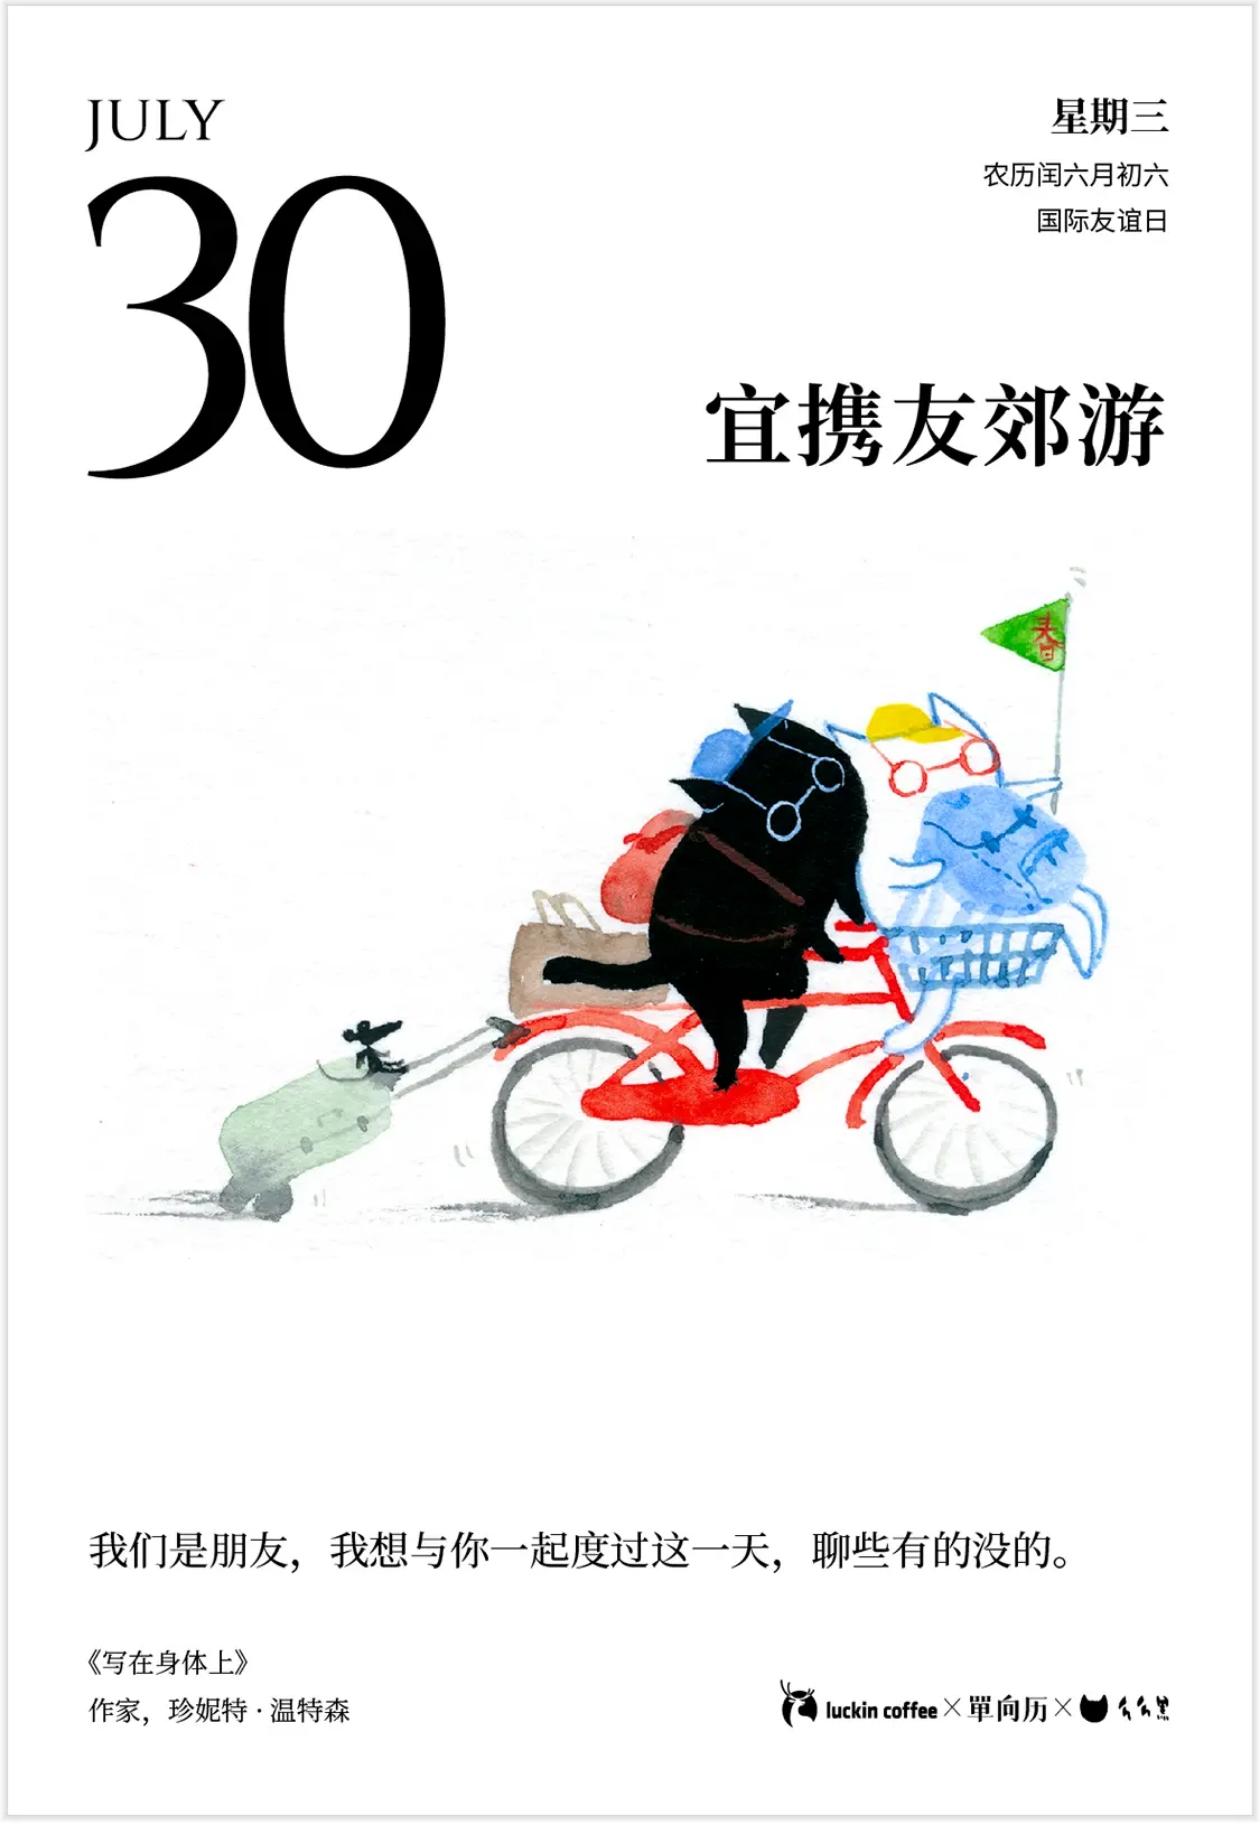 JULY
30
星期三
农历闰六月初六
国际友谊日
宜携友郊游
春
我们是朋友，我想与你一起度过这一天，聊些有的没的。
《写在身体上》
作家，珍妮特·温特森
luckin coffee×單向历×么么黑